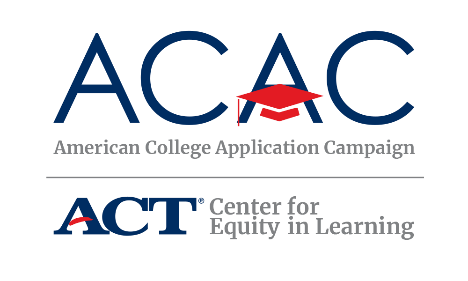 ACAC
American College Application Campaign
ACT® Center for
Equity in Learning